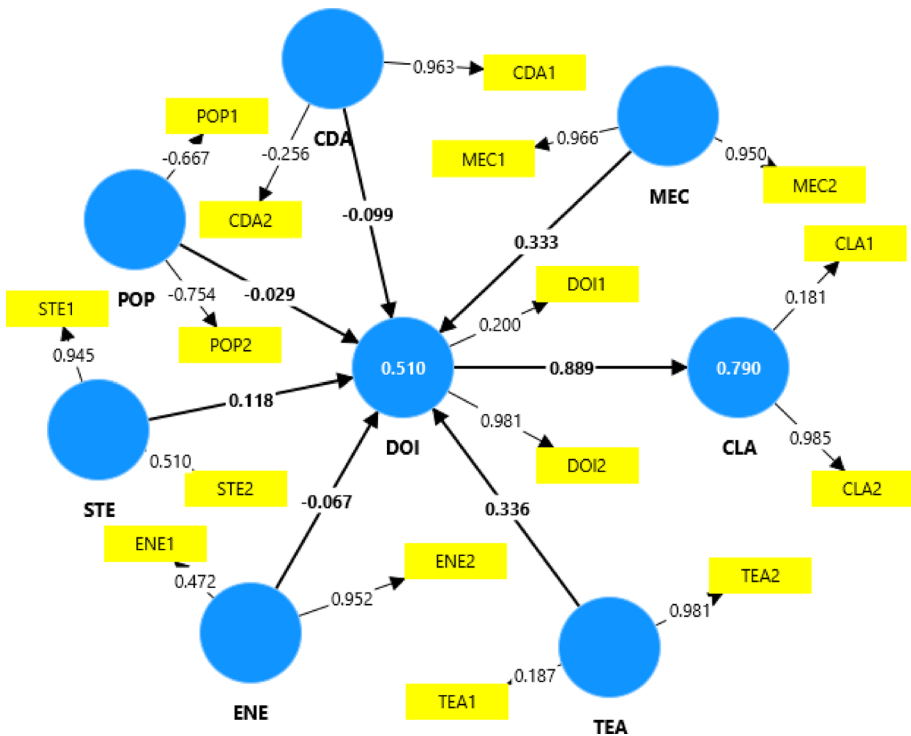 0.963
CDA1
POP1
CDA
-0.256
-0.667
0.966
MEC1
0.950
MEC2
MEC
CDA2
-0.099
0.333
CLA1
POP
-0.029
-0.754
DOI1
0.181
STE1
0.200
POP2
0.945
0.510
0.889
0.790
0.118
0.981
DOI
CLA
0.985
0.510
DOI2
STE2
CLA2
STE
-0.067
0.336
ENE1
ENE2
0.472
0.952
TEA2
0.981
0.187
TEA1
ENE
TEA